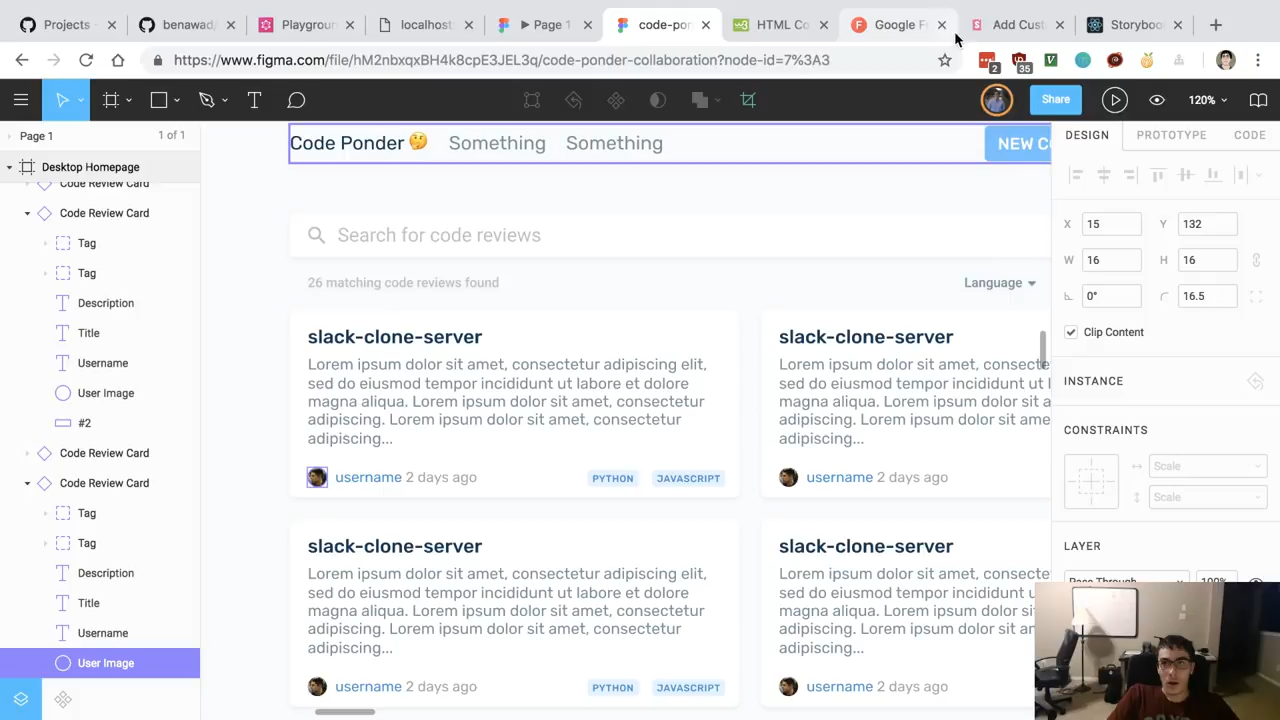 Projects -
benawad/
Playgroun
localhost:
▶ Page 1
code-pon
HTML Co
Google F
Add Cust
Storyboo
https://www.figma.com/file/hM2nbxqxBH4k8cpE3JEL3q/code-ponder-collaboration?node-id=7%3A3
2
35
Share
120%
Page 1
1 of 1
Desktop Homepage
Code Review Card
Code Review Card
Tag
Tag
Description
Title
Username
User Image
#2
Code Review Card
Code Review Card
Tag
Tag
Description
Title
Username
User Image
Code Ponder 🤔 Something Something
NEW C
Search for code reviews
26 matching code reviews found
Language
slack-clone-server
Lorem ipsum dolor sit amet, consectetur adipiscing elit,
sed do eiusmod tempor incididunt ut labore et dolore
magna aliqua. Lorem ipsum dolor sit amet, consectetur
adipiscing. Lorem ipsum dolor sit amet, consectetur
adipiscing...
username 2 days ago
PYTHON
JAVASCRIPT
slack-clone-server
Lorem ipsum dolor sit amet, consecte
sed do eiusmod tempor incididunt ut l
magna aliqua. Lorem ipsum dolor sit a
adipiscing. Lorem ipsum dolor sit ame
adipiscing...
username 2 days ago
slack-clone-server
Lorem ipsum dolor sit amet, consectetur adipiscing elit,
sed do eiusmod tempor incididunt ut labore et dolore
magna aliqua. Lorem ipsum dolor sit amet, consectetur
adipiscing. Lorem ipsum dolor sit amet, consectetur
adipiscing...
username 2 days ago
PYTHON
JAVASCRIPT
slack-clone-server
Lorem ipsum dolor sit amet, cons
sed do eiusmod tempor incididunt
magna aliqua. Lorem ipsum dolor
adipiscing. Lorem ipsum dolor sit
adipiscing...
username 2 days ago
DESIGN
PROTOTYPE
CODE
X 15
Y 132
W 16
H 16
0°
16.5
Clip Content
INSTANCE
CONSTRAINTS
Scale
Scale
LAYER
Pass Through
100%